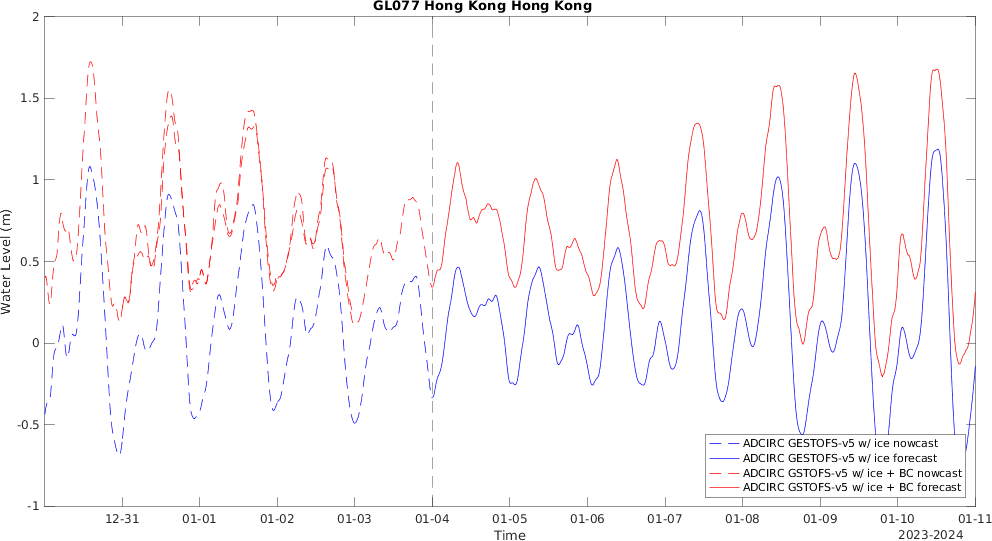 GL077 Hong Kong Hong Kong
2
1.5
1
0.5
0
-0.5
-1
Water Level (m)
ADCIRC GESTOFS-v5 w/ ice nowcast
ADCIRC GESTOFS-v5 w/ ice forecast
ADCIRC GSTOFS-v5 w/ ice + BC nowcast
ADCIRC GSTOFS-v5 w/ ice + BC forecast
12-31 01-01 01-02 01-03 01-04 01-05 01-06 01-07 01-08 01-09 01-10 01-11
Time
2023-2024